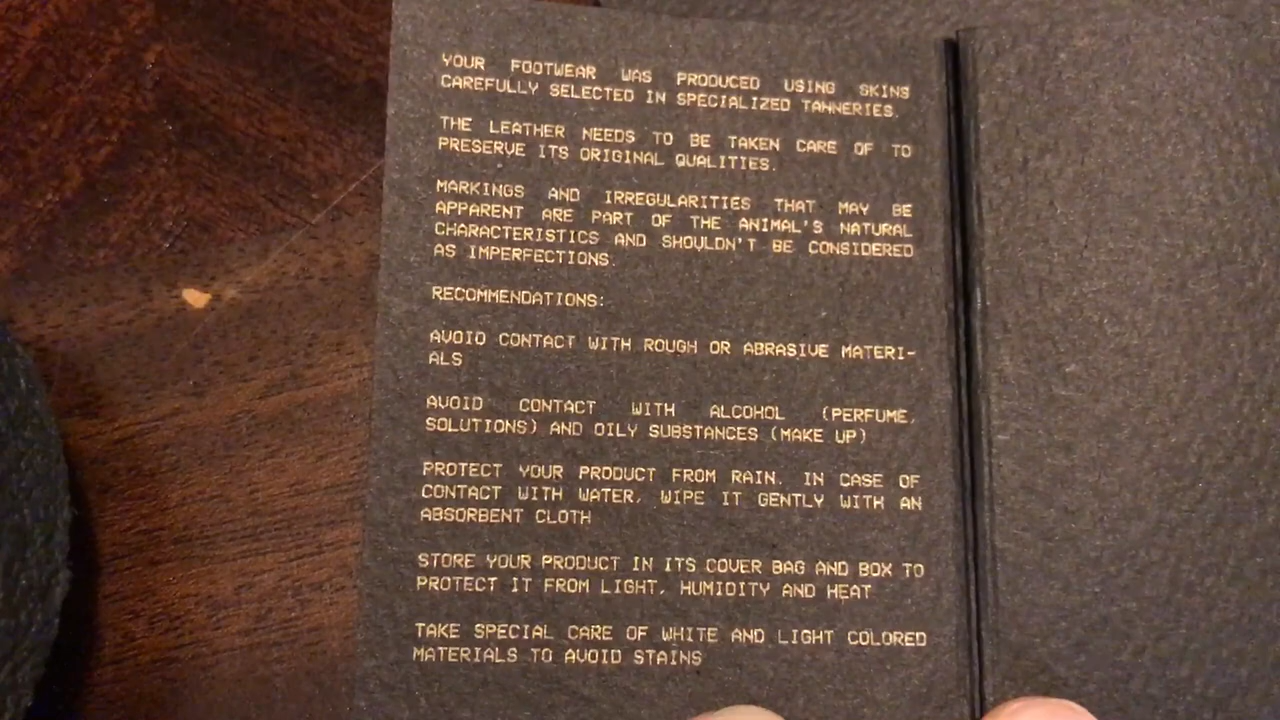 YOUR FOOTWEAR WAS PRODUCED USING SKINS
CAREFULLY SELECTED IN SPECIALIZED TANNERIES.
THE LEATHER NEEDS TO BE TAKEN CARE OF TO
PRESERVE ITS ORIGINAL QUALITIES.
MARKINGS AND IRREGULARITIES THAT MAY BE
APPARENT ARE PART OF THE ANIMAL'S NATURAL
CHARACTERISTICS AND SHOULDN'T BE CONSIDERED
AS IMPERFECTIONS.
RECOMMENDATIONS:
AVOID CONTACT WITH ROUGH OR ABRASIVE MATERI-
ALS
AVOID CONTACT WITH ALCOHOL (PERFUME,
SOLUTIONS) AND OILY SUBSTANCES (MAKE UP)
PROTECT YOUR PRODUCT FROM RAIN. IN CASE OF
CONTACT WITH WATER, WIPE IT GENTLY WITH AN
ABSORBENT CLOTH
STORE YOUR PRODUCT IN ITS COVER BAG AND BOX TO
PROTECT IT FROM LIGHT, HUMIDITY AND HEAT
TAKE SPECIAL CARE OF WHITE AND LIGHT COLORED
MATERIALS TO AVOID STAINS